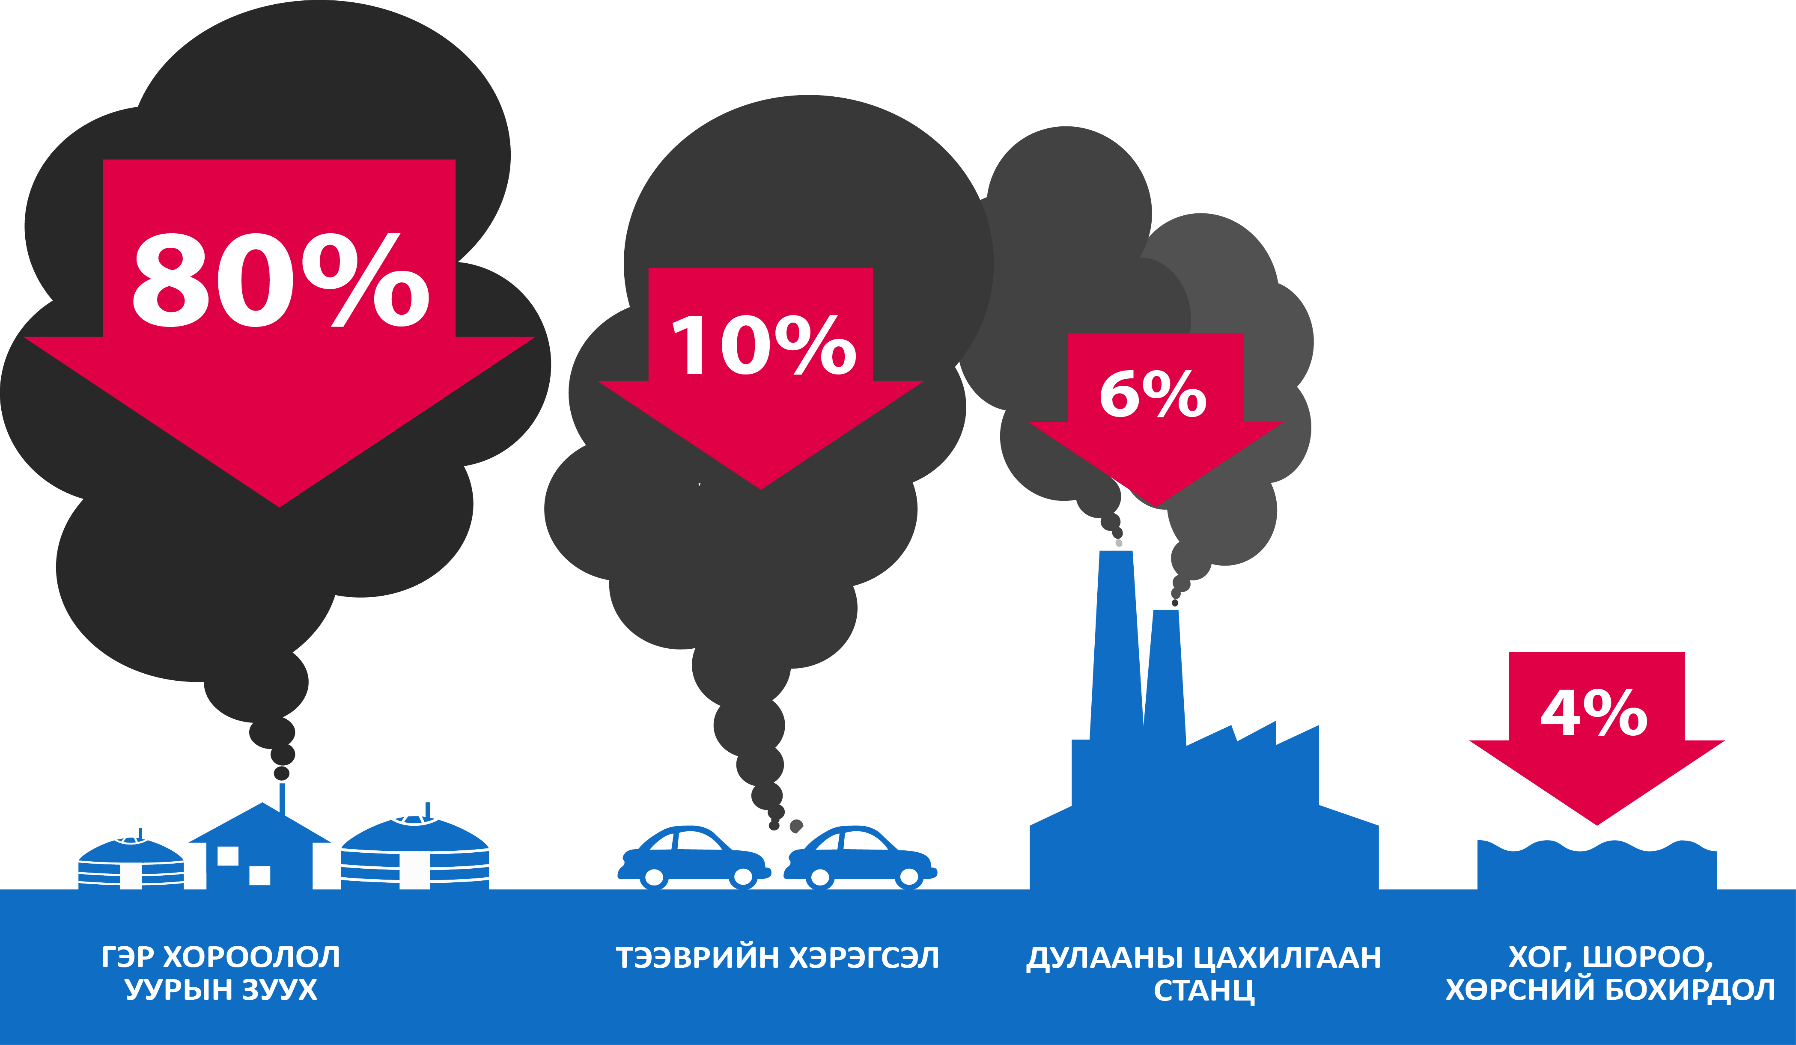 80%
10%
6%
4%
ГЭР ХОРООЛОЛ
УУРЫН ЗУУХ
ТЭЭВРИЙН ХЭРЭГСЭЛ
ДУЛААНЫ ЦАХИЛГААН
СТАНЦ
ХОГ, ШОРОО,
ХӨРСНИЙ БОХИРДОЛ